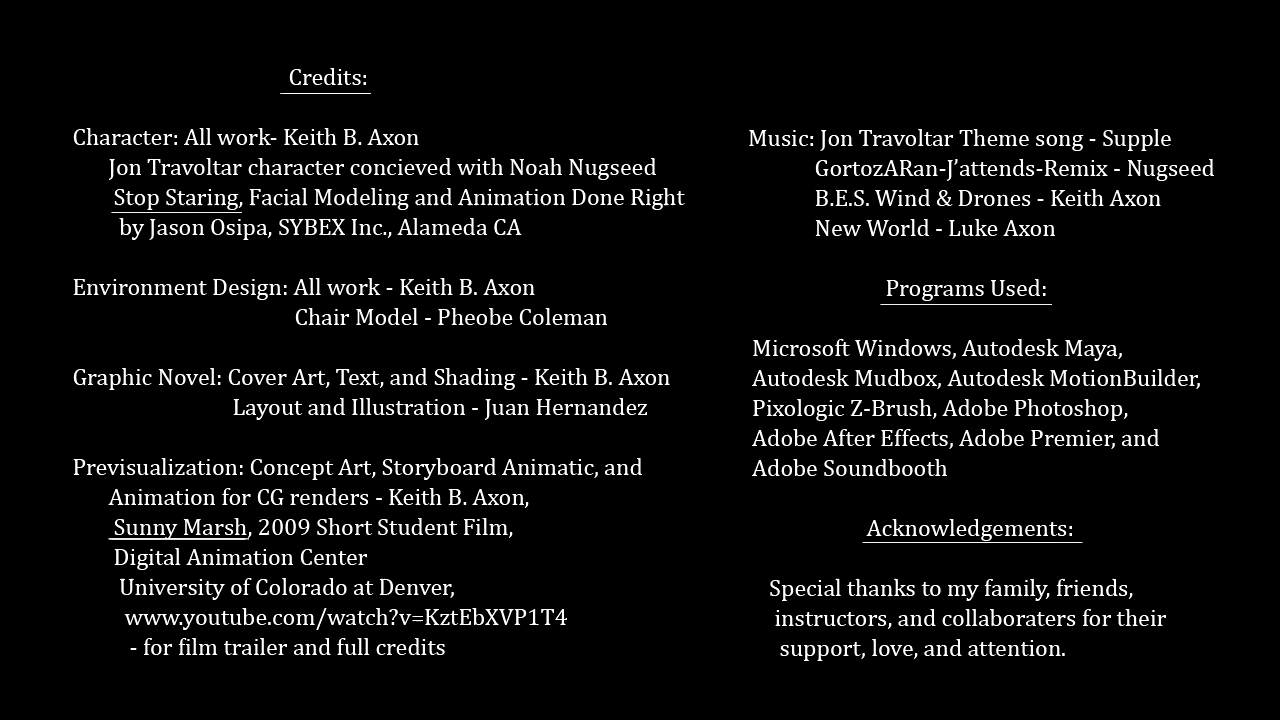 Credits:
Character: All work- Keith B. Axon
Jon Travoltar character concieved with Noah Nugseed
Stop Staring, Facial Modeling and Animation Done Right
by Jason Osipa, SYBEX Inc., Alameda CA
Environment Design: All work - Keith B. Axon
Chair Model - Pheobe Coleman
Graphic Novel: Cover Art, Text, and Shading - Keith B. Axon
Layout and Illustration - Juan Hernandez
Previsualization: Concept Art, Storyboard Animatic, and
Animation for CG renders - Keith B. Axon,
Sunny Marsh, 2009 Short Student Film,
Digital Animation Center
University of Colorado at Denver,
www.youtube.com/watch?v=KztEbXVP1T4
- for film trailer and full credits
Music: Jon Travoltar Theme song - Supple
GortozARan-J’attends-Remix - Nugseed
B.E.S. Wind & Drones - Keith Axon
New World - Luke Axon
Programs Used:
Microsoft Windows, Autodesk Maya,
Autodesk Mudbox, Autodesk MotionBuilder,
Pixologic Z-Brush, Adobe Photoshop,
Adobe After Effects, Adobe Premier, and
Adobe Soundbooth
Acknowledgements:
Special thanks to my family, friends,
instructors, and collaboraters for their
support, love, and attention.